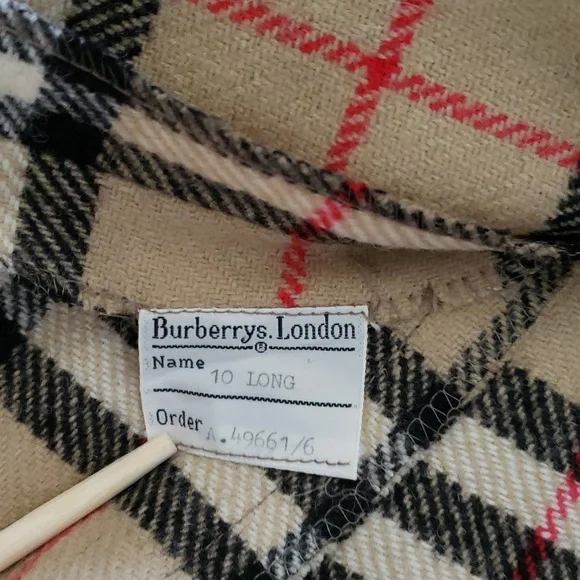 Burberrys. London
®
Name 10 LONG
Order A.49661/6